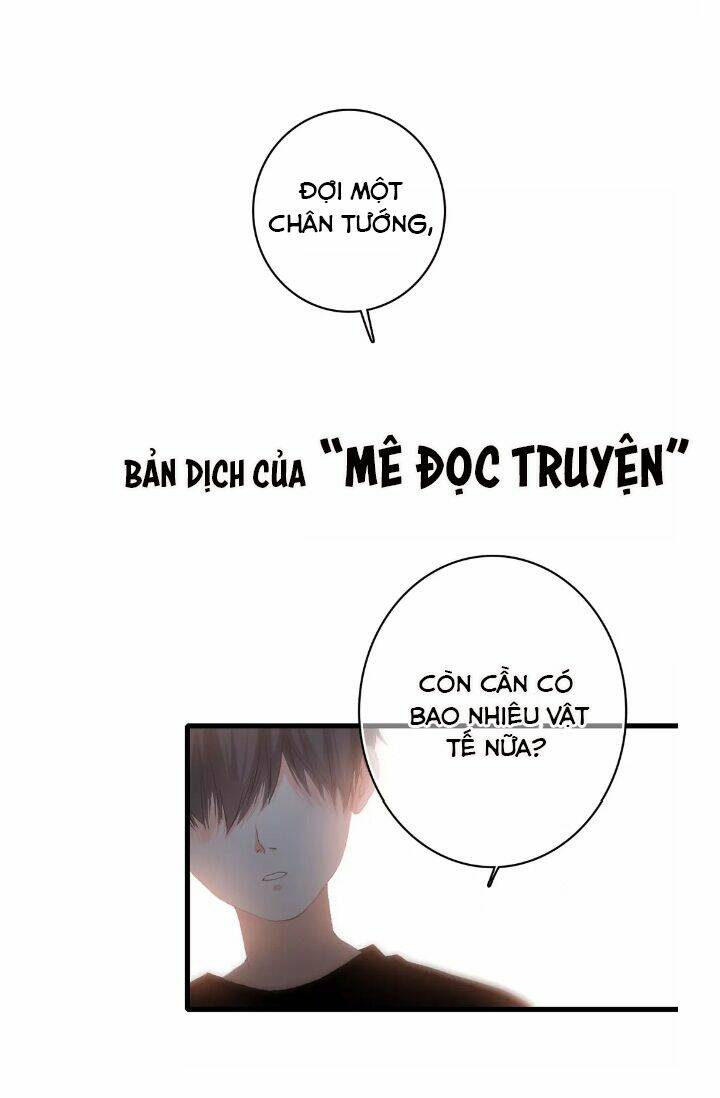 ĐỢI MỘT
CHÂN TƯỚNG,
BẢN DỊCH CỦA "MÊ ĐỌC TRUYỆN"
CÒN CẦN CÓ
BAO NHIÊU VẬT
TẾ NỮA?